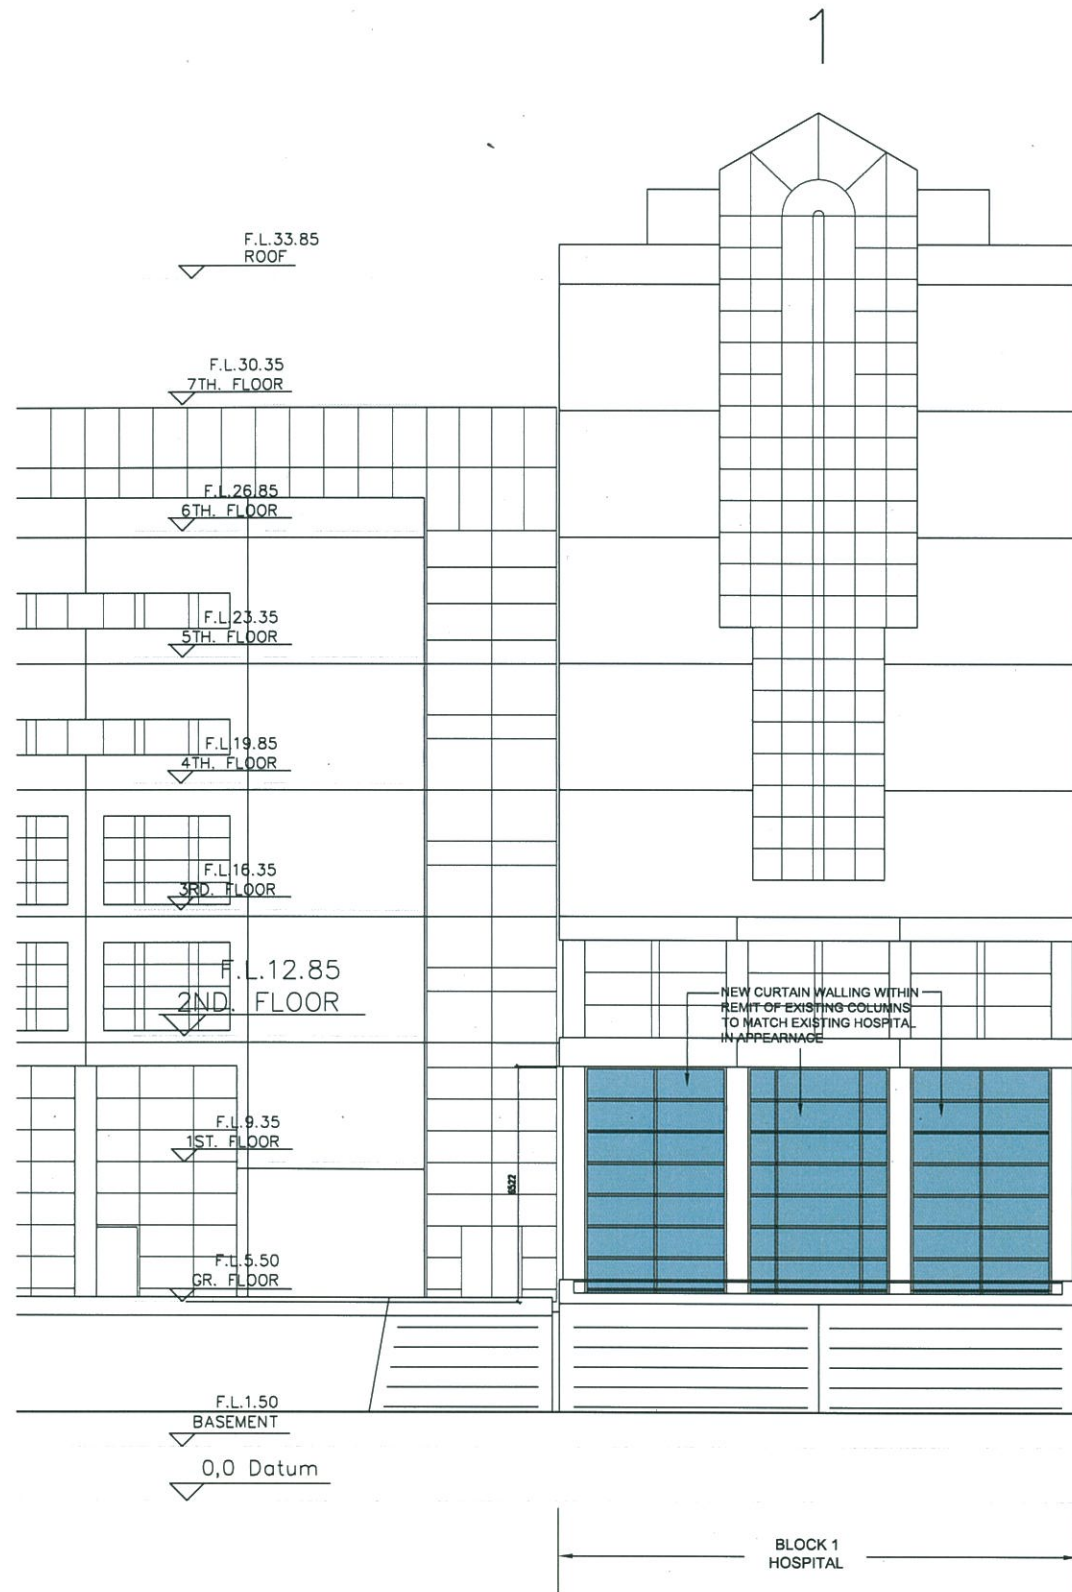 1
F.L.33.85
ROOF
F.L.30.35
7TH. FLOOR
F.L.26.85
6TH. FLOOR
F.L.23.35
5TH. FLOOR
F.L.19.85
4TH. FLOOR
F.L.16.35
3RD. FLOOR
F.L.12.85
2ND. FLOOR
NEW CURTAIN WALLING WITHIN
REMIT OF EXISTING COLUMNS
TO MATCH EXISTING HOSPITAL
IN APPEARNACE
F.L.9.35
1ST. FLOOR
6522
F.L.5.50
GR. FLOOR
F.L.1.50
BASEMENT
0,0 Datum
BLOCK 1
HOSPITAL